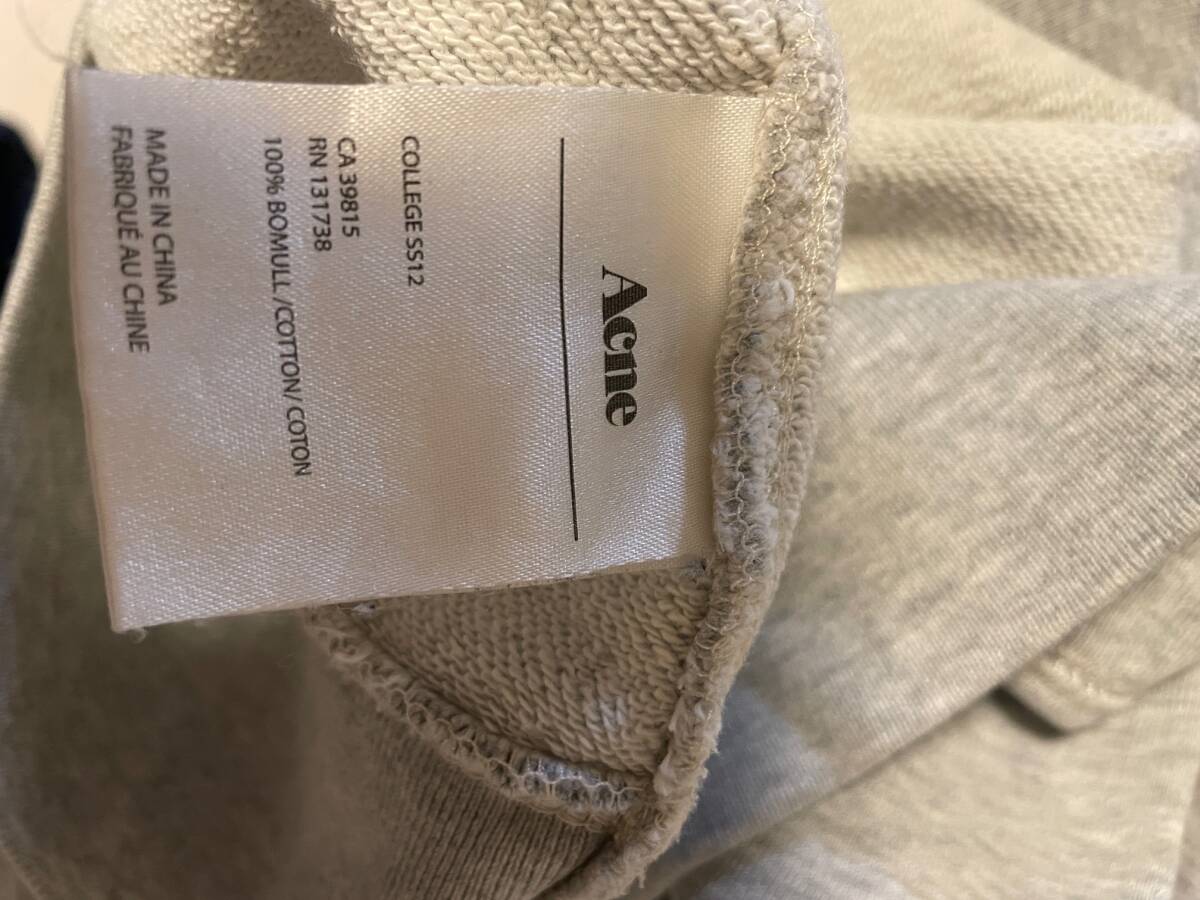 Acne
COLLEGE SS12
CA 39815
RN 131738
100% BOMULL /COTTON/ COTON
MADE IN CHINA
FABRIQUÉ AU CHINE